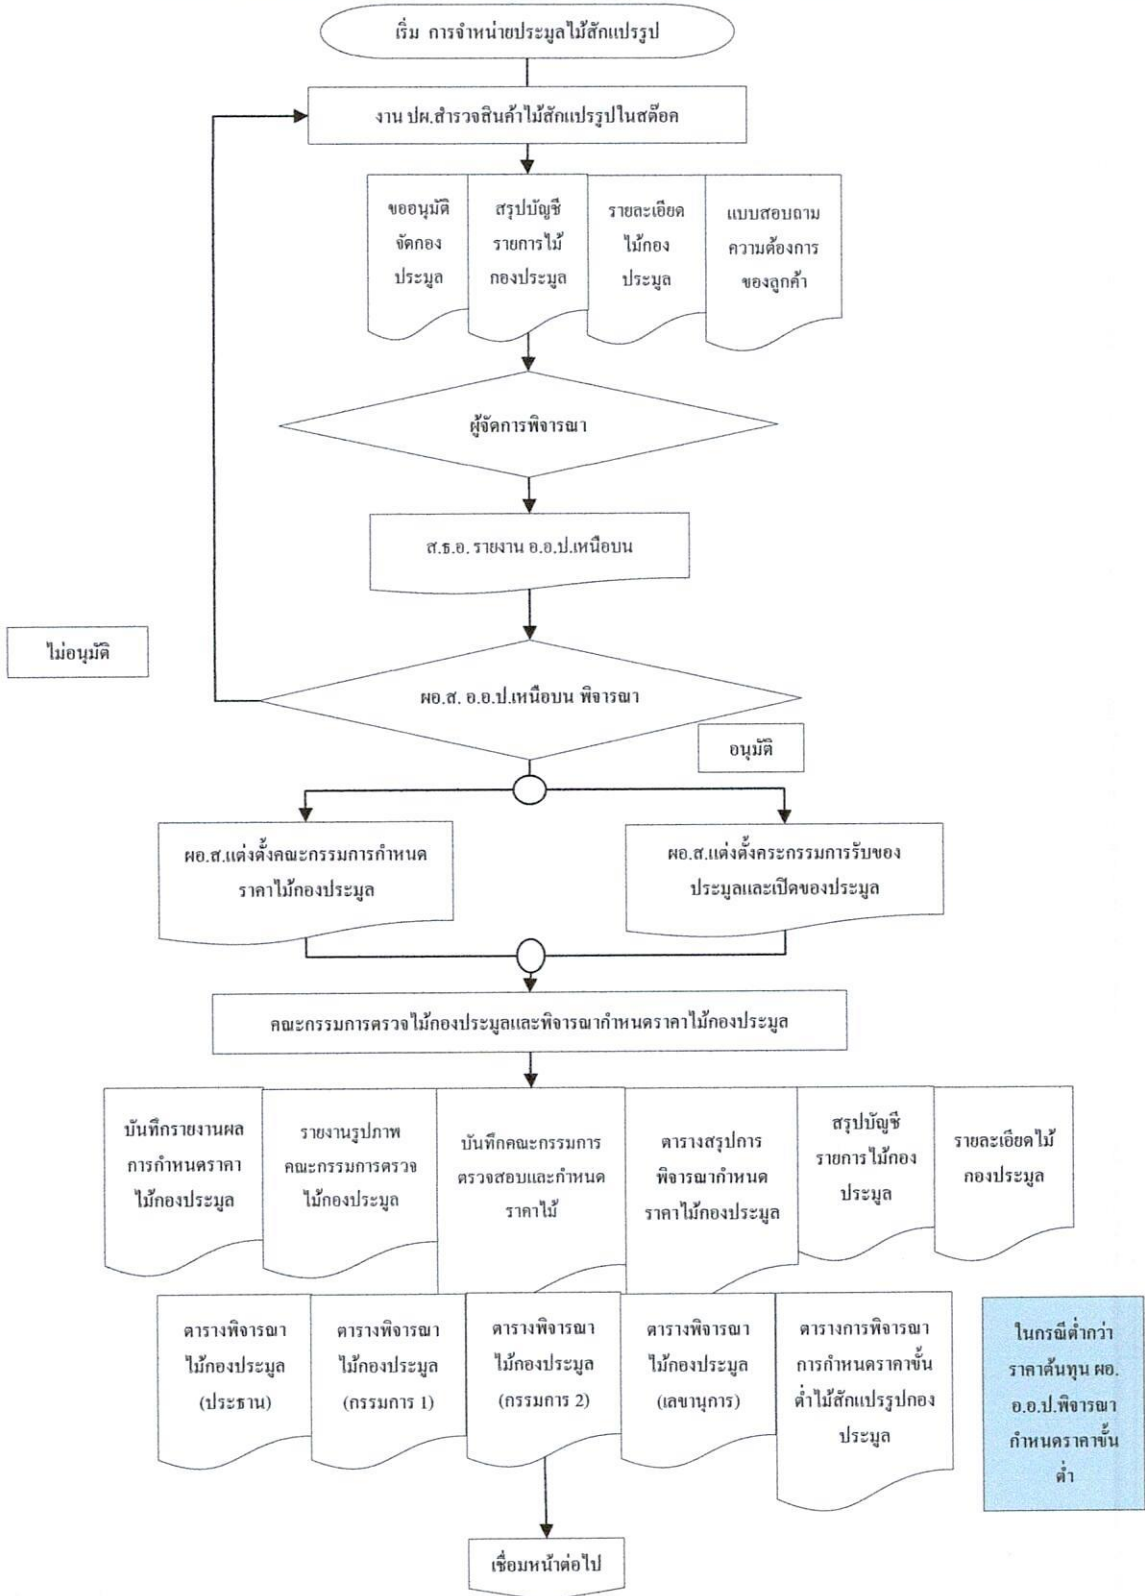 เริ่ม การจำหน่ายประมูลไม้สักแปรรูป
งาน ปผ.สำรวจสินค้าไม้สักแปรรูปในสต๊อค
ขออนุมัติ
จัดกอง
ประมูล
สรุปบัญชี
รายการไม้
กองประมูล
รายละเอียด
ไม้กอง
ประมูล
แบบสอบถาม
ความต้องการ
ของลูกค้า
ผู้จัดการพิจารณา
ส.ธ.อ. รายงาน อ.อ.ป.เหนือบน
ไม่อนุมัติ
ผอ.ส. อ.อ.ป.เหนือบน พิจารณา
อนุมัติ
ผอ.ส.แต่งตั้งคณะกรรมการกำหนด
ราคาไม้กองประมูล
ผอ.ส.แต่งตั้งคระกรรมการรับของ
ประมูลและเปิดของประมูล
คณะกรรมการตรวจไม้กองประมูลและพิจารณากำหนดราคาไม้กองประมูล
บันทึกรายงานผล
การกำหนดราคา
ไม้กองประมูล
รายงานรูปภาพ
คณะกรรมการตรวจ
ไม้กองประมูล
บันทึกคณะกรรมการ
ตรวจสอบและกำหนด
ราคาไม้
ตารางสรุปการ
พิจารณากำหนด
ราคาไม้กองประมูล
สรุปบัญชี
รายการไม้กอง
ประมูล
รายละเอียดไม้
กองประมูล
ตารางพิจารณา
ไม้กองประมูล
(ประธาน)
ตารางพิจารณา
ไม้กองประมูล
(กรรมการ 1)
ตารางพิจารณา
ไม้กองประมูล
(กรรมการ 2)
ตารางพิจารณา
ไม้กองประมูล
(เลขานุการ)
ตารางการพิจารณา
การกำหนดราคาขั้น
ต่ำไม้สักแปรรูปกอง
ประมูล
ในกรณีต่ำกว่า
ราคาต้นทุน ผอ.
อ.อ.ป.พิจารณา
กำหนดราคาขั้น
ต่ำ
เชื่อมหน้าต่อไป